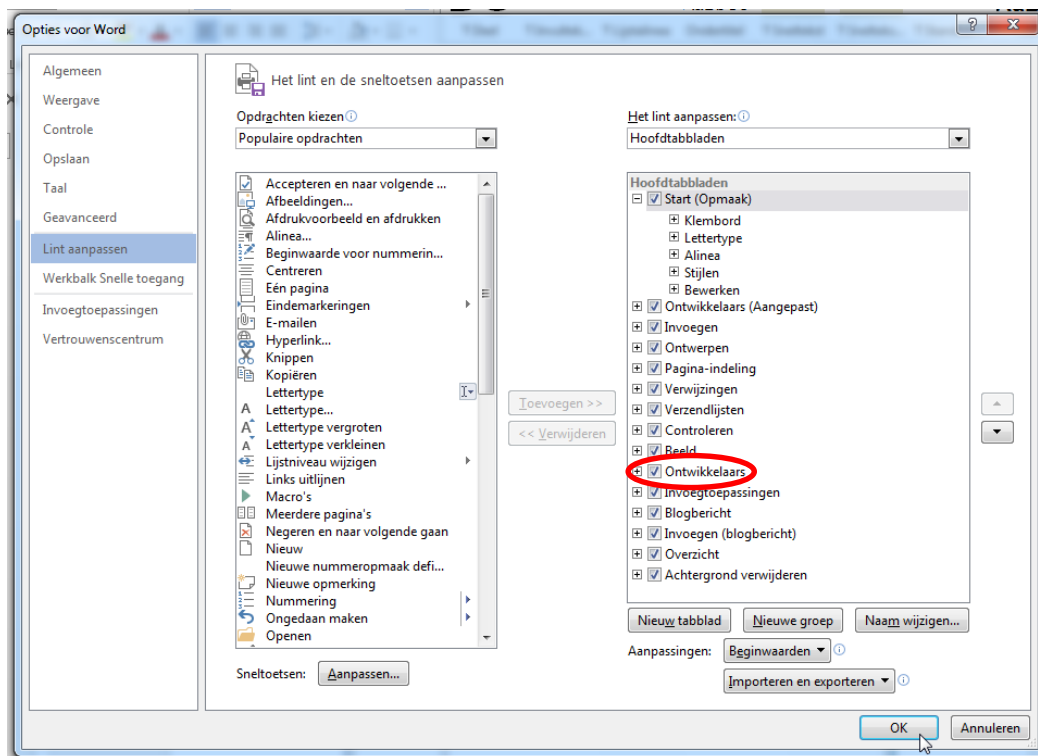 Opties voor Word
Algemeen
Weergave
Controle
Opslaan
Taal
Geavanceerd
Lint aanpassen
Werkbalk Snelle toegang
Invoegtoepassingen
Vertrouwenscentrum
Het lint en de sneltoetsen aanpassen
Opdrachten kiezen
Populaire opdrachten
Accepteren en naar volgende ...
Afbeeldingen...
Afdrukvoorbeeld en afdrukken
Alinea...
Beginwaarde voor nummerin...
Centreren
Eén pagina
Eindemarkeringen
E-mailen
Hyperlink...
Knippen
Kopiëren
Lettertype
Lettertype...
Lettertype vergroten
Lettertype verkleinen
Lijstniveau wijzigen
Links uitlijnen
Macro's
Meerdere pagina's
Negeren en naar volgende gaan
Nieuw
Nieuwe nummeropmaak defi...
Nieuwe opmerking
Nummering
Ongedaan maken
Openen
Sneltoetsen:
Aanpassen...
Toevoegen >>
<< Verwijderen
Het lint aanpassen:
Hoofdtabbladen
Hoofdtabbladen
Start (Opmaak)
Klembord
Lettertype
Alinea
Stijlen
Bewerken
Ontwikkelaars (Aangepast)
Invoegen
Ontwerpen
Pagina-indeling
Verwijzingen
Verzendlijsten
Controleren
Beeld
Ontwikkelaars
Invoegtoepassingen
Blogbericht
Invoegen (blogbericht)
Overzicht
Achtergrond verwijderen
Nieuw tabblad
Nieuwe groep
Naam wijzigen...
Aanpassingen:
Beginwaarden
Importeren en exporteren
OK
Annuleren